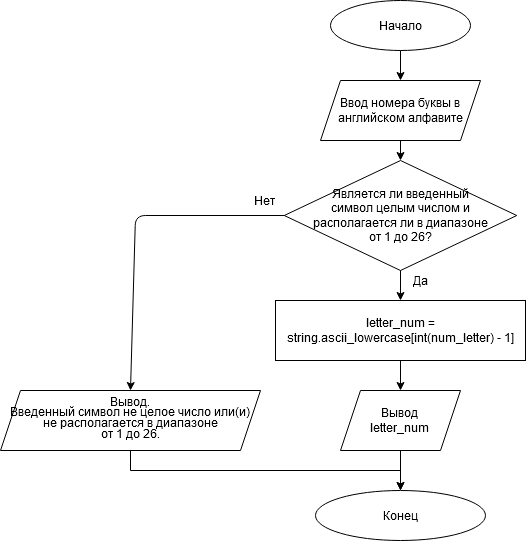 Начало
Ввод номера буквы в
английском алфавите
Является ли введенный
символ целым числом и
располагается ли в диапазоне
от 1 до 26?
Нет
Да
letter_num =
string.ascii_lowercase[int(num_letter) - 1]
Вывод.
Введенный символ не целое число или(и)
не располагается в диапазоне
от 1 до 26.
Вывод
letter_num
Конец